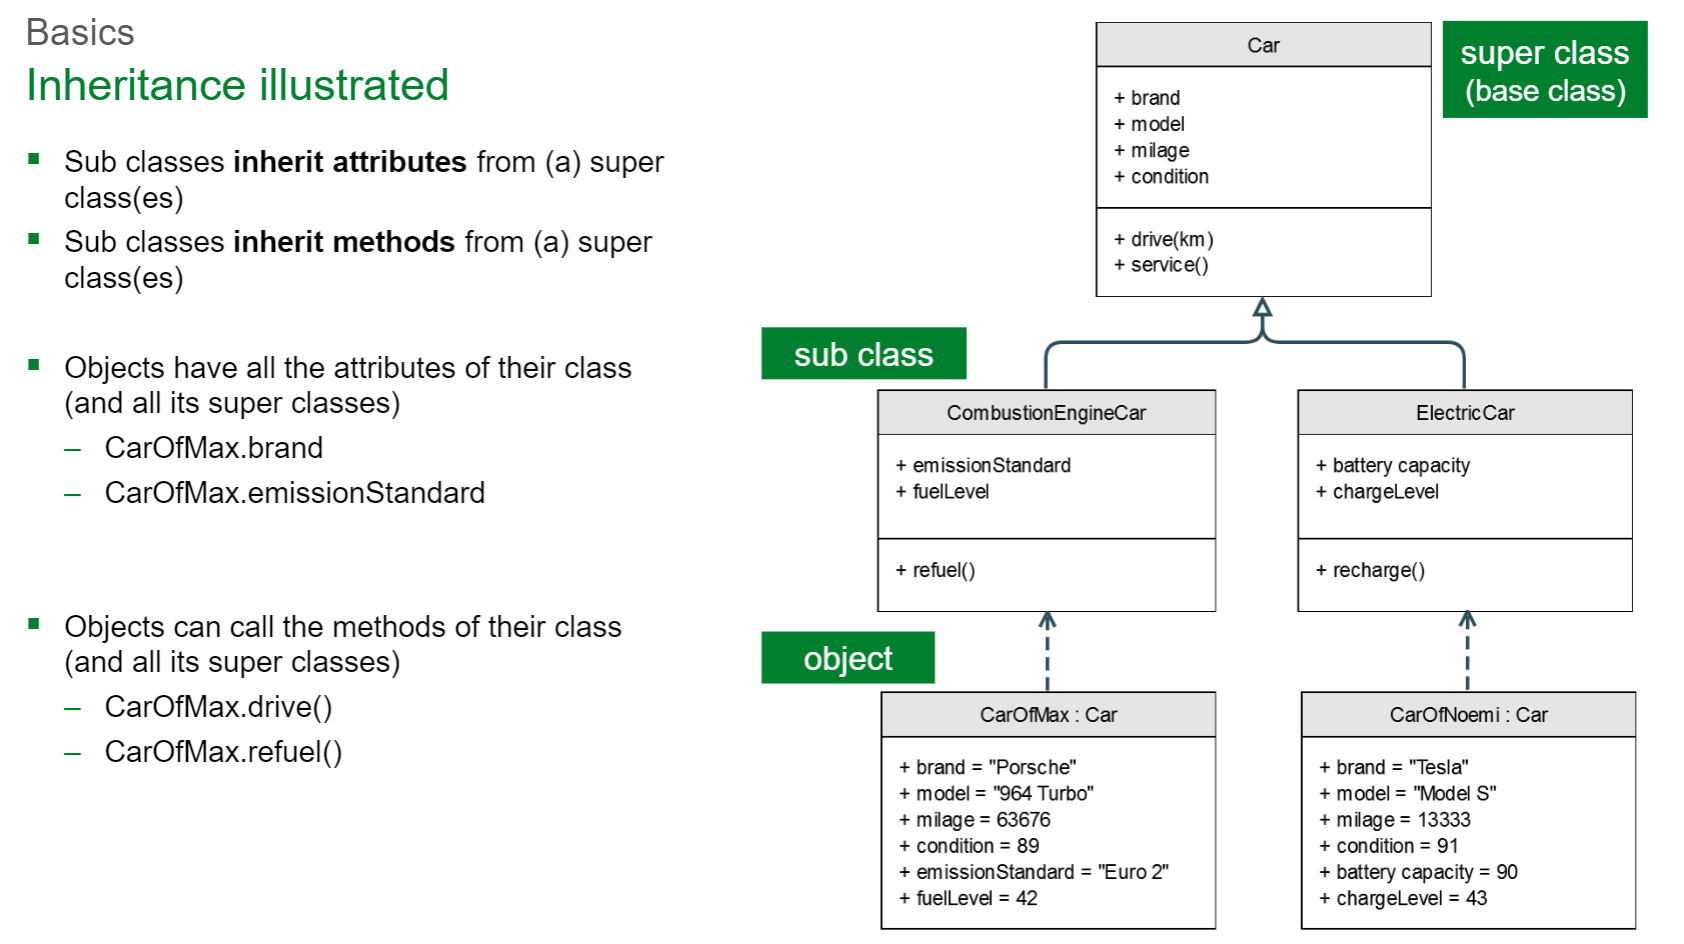 Basics
Inheritance illustrated
Sub classes inherit attributes from (a) super
class(es)
Sub classes inherit methods from (a) super
class(es)
Objects have all the attributes of their class
(and all its super classes)
– CarOfMax.brand
– CarOfMax.emissionStandard
Objects can call the methods of their class
(and all its super classes)
– CarOfMax.drive()
– CarOfMax.refuel()
Car
+ brand
+ model
+ milage
+ condition
+ drive(km)
+ service()
super class
(base class)
sub class
CombustionEngineCar
+ emissionStandard
+ fuelLevel
+ refuel()
ElectricCar
+ battery capacity
+ chargeLevel
+ recharge()
object
CarOfMax : Car
+ brand = "Porsche"
+ model = "964 Turbo"
+ milage = 63676
+ condition = 89
+ emissionStandard = "Euro 2"
+ fuelLevel = 42
CarOfNoemi : Car
+ brand = "Tesla"
+ model = "Model S"
+ milage = 13333
+ condition = 91
+ battery capacity = 90
+ chargeLevel = 43